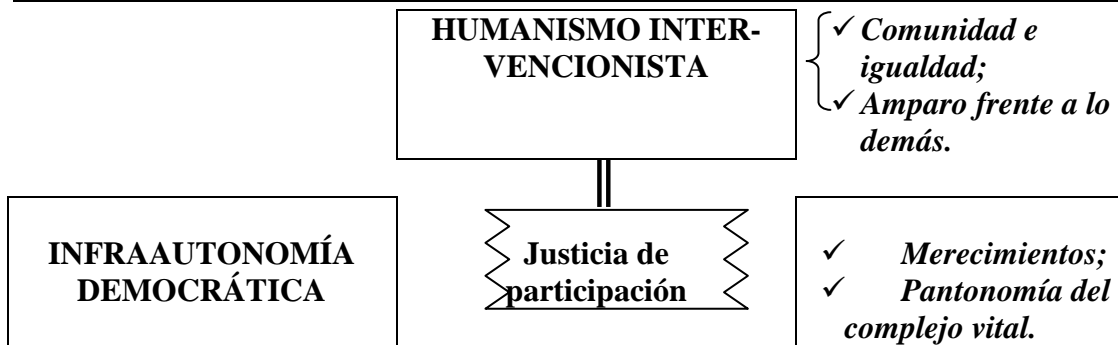 HUMANISMO INTER-
VENCIONISTA
✓ Comunidad e
igualdad;
✓ Amparo frente a lo
demás.
INFRAAUTONOMÍA
DEMOCRÁTICA
Justicia de
participación
✓ Merecimientos;
✓ Pantonomía del
complejo vital.